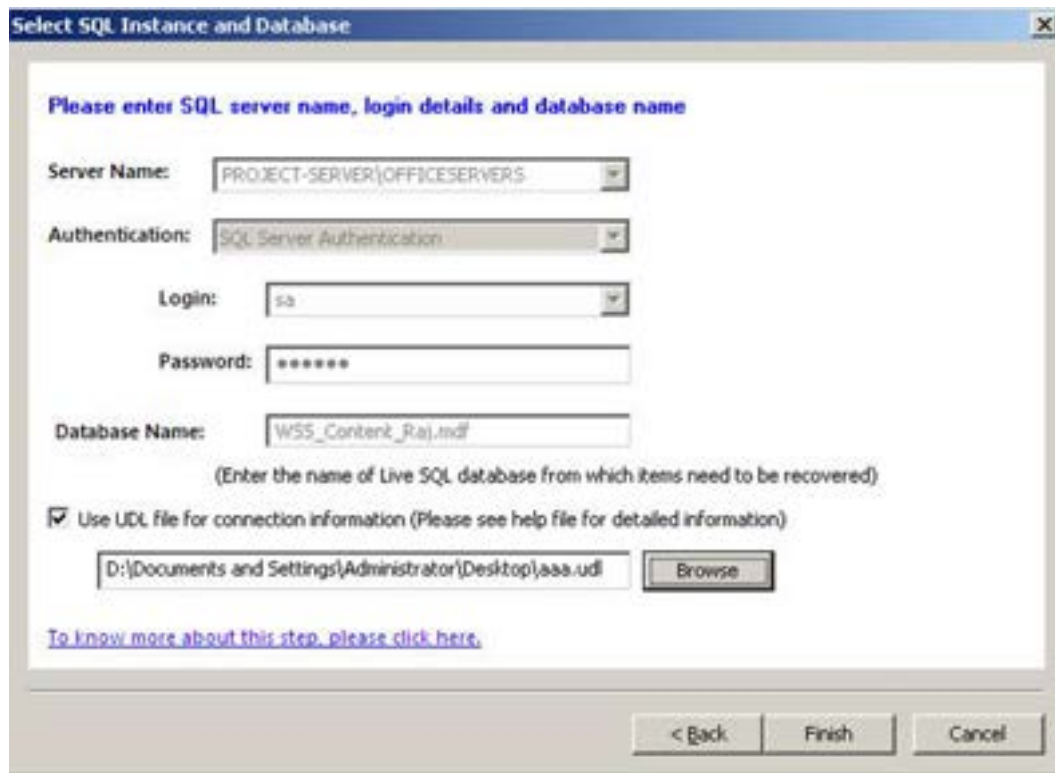 Select SQL Instance and Database
Please enter SQL server name, login details and database name
Server Name: PROJECT-SERVER\OFFICESERVERS
Authentication: SQL Server Authentication
Login: sa
Password: ●●●●●●
Database Name: WSS_Content_Raj.mdf
(Enter the name of Live SQL database from which items need to be recovered)
Use UDL file for connection information (Please see help file for detailed information)
D:\Documents and Settings\Administrator\Desktop\aaa.udl Browse
To know more about this step, please click here.
< Back Finish Cancel